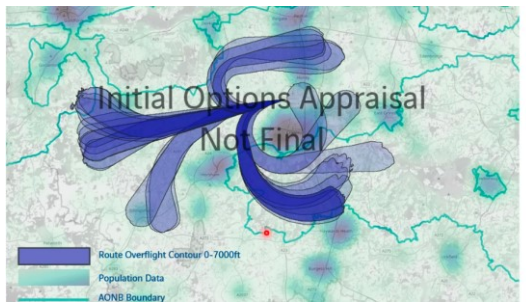 Initial Options Appraisal
Not Final
Route Overflight Contour 0-7000ft
Population Data
AONB Boundary